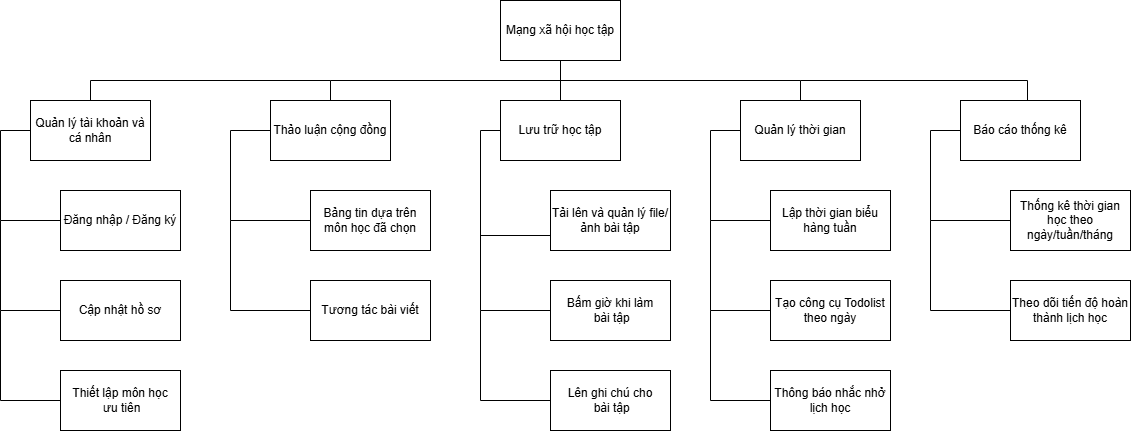 Mạng xã hội học tập
Quản lý tài khoản và
cá nhân
Thảo luận cộng đồng
Lưu trữ học tập
Quản lý thời gian
Báo cáo thống kê
Đăng nhập / Đăng ký
Bảng tin dựa trên
môn học đã chọn
Tải lên và quản lý file/
ảnh bài tập
Lập thời gian biểu
hàng tuần
Thống kê thời gian
học theo
ngày/tuần/tháng
Cập nhật hồ sơ
Tương tác bài viết
Bấm giờ khi làm
bài tập
Tạo công cụ Todolist
theo ngày
Theo dõi tiến độ hoàn
thành lịch học
Thiết lập môn học
ưu tiên
Lên ghi chú cho
bài tập
Thông báo nhắc nhở
lịch học